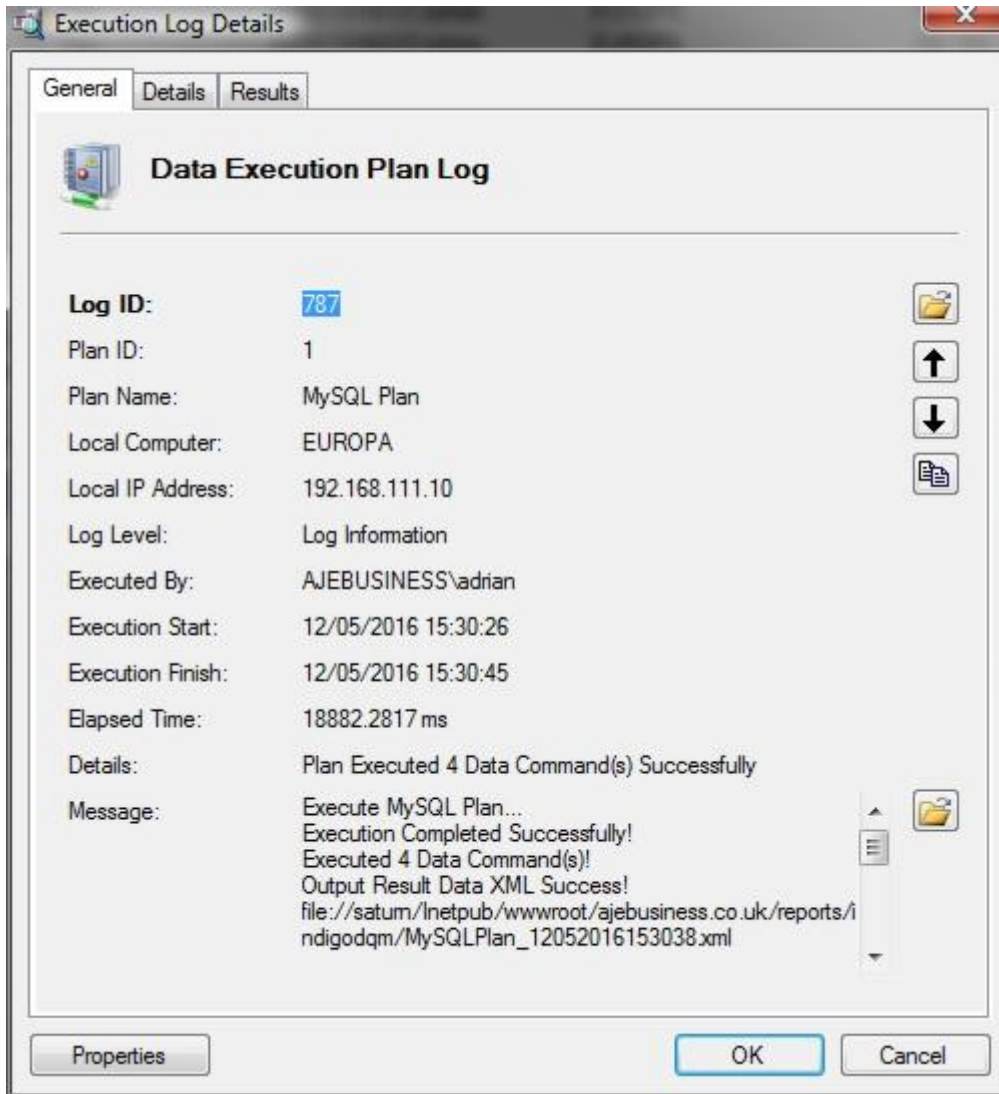 Execution Log Details
General Details Results
Data Execution Plan Log
Log ID: 787
Plan ID: 1
Plan Name: MySQL Plan
Local Computer: EUROPA
Local IP Address: 192.168.111.10
Log Level: Log Information
Executed By: AJEBUSINESS\adrian
Execution Start: 12/05/2016 15:30:26
Execution Finish: 12/05/2016 15:30:45
Elapsed Time: 18882.2817 ms
Details: Plan Executed 4 Data Command(s) Successfully
Message: Execute MySQL Plan...
Execution Completed Successfully!
Executed 4 Data Command(s)!
Output Result Data XML Success!
file://saturn/Inetpub/wwwroot/ajebusiness.co.uk/reports/i
ndigodqm/MySQLPlan_12052016153038.xml
Properties OK Cancel